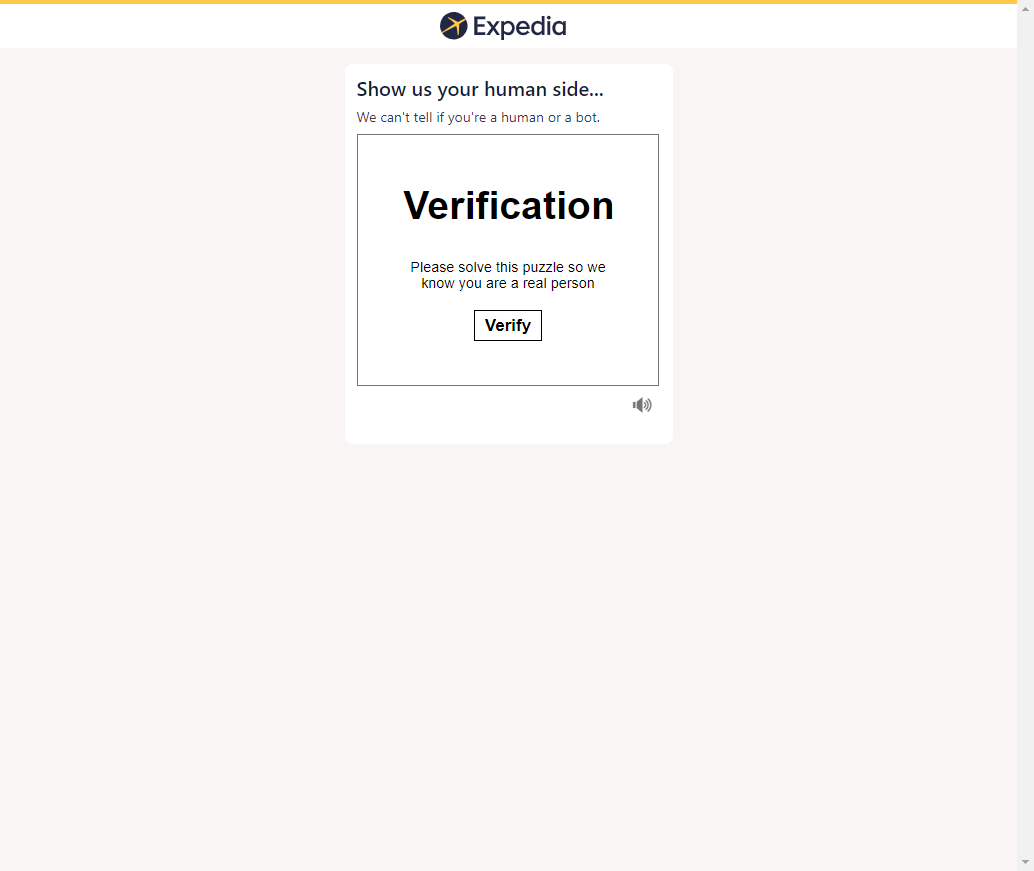 Expedia
Show us your human side...
We can't tell if you're a human or a bot.
Verification
Please solve this puzzle so we
know you are a real person
Verify